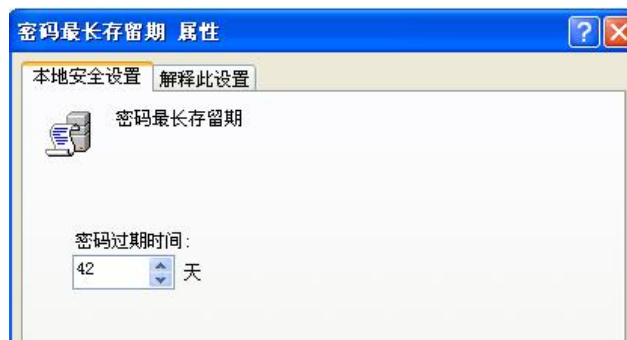 密码最长存留期 属性
?
本地安全设置 解释此设置
密码最长存留期
密码过期时间:
42 天